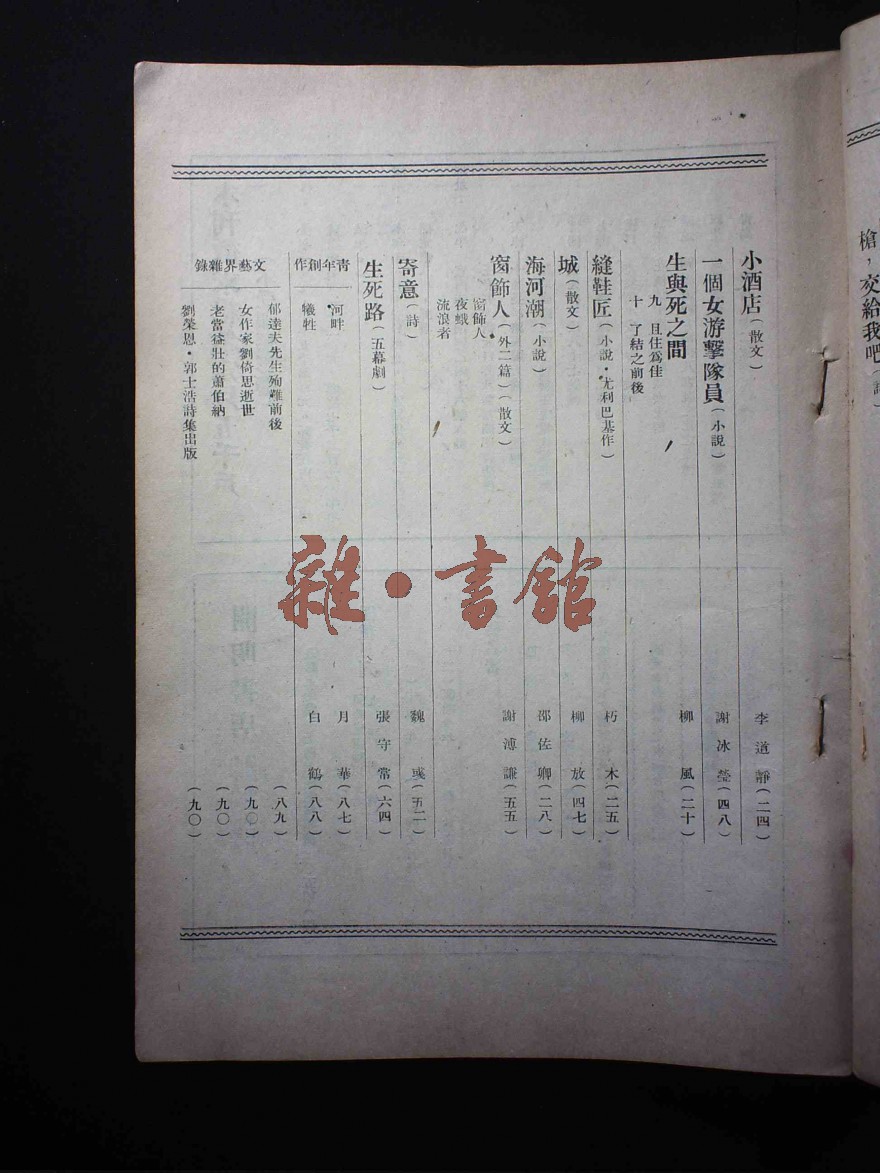 槍，交給我吧
小酒店（散文）李道靜（二四）
一個女游擊隊員（小說）謝冰瑩（四八）
生與死之間 柳風（二十）
九 且住爲佳
十 了結之前後
縫鞋匠（小說・尤利巴基作）朽木（二五）
城（散文）柳放（四七）
海河潮（小說）邵佐卿（二八）
窗飾人（外二篇）（散文）謝溥謙（五五）
窗飾人
夜蛾
流浪者
寄意（詩）魏彧（五二）
生死路（五幕劇）張守常（六四）
青年創作
河畔 月華（八七）
犧牲 白鶴（八八）
文藝界雜錄
郁達夫先生殉難前後（八九）
女作家劉倚思逝世（九〇）
老當益壯的蕭伯納（九〇）
劉榮恩・郭士浩詩集出版（九〇）
雜・書館